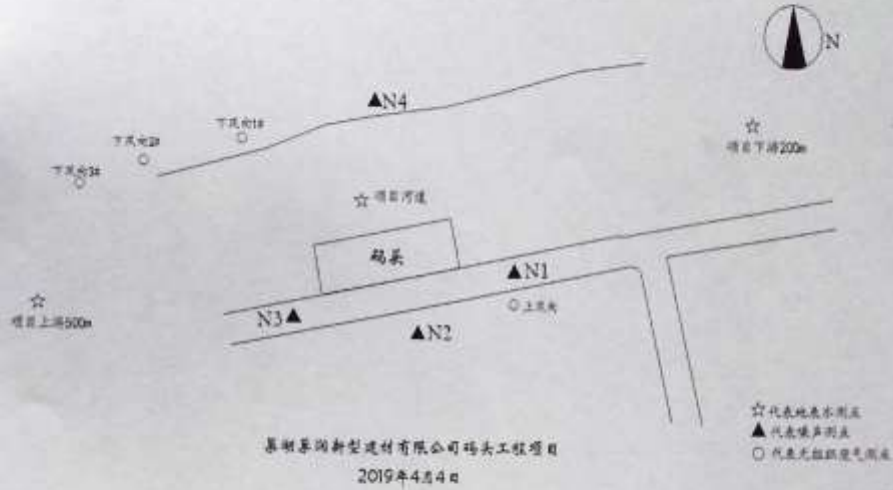 N
▲N4
下风向1#
下风向2#
下风向3#
☆
项目下游200m
☆ 项目河道
码头
▲N1
☆
项目上游500m
N3▲
○上风向
▲N2
☆代表地表水测点
▲代表噪声测点
○代表无组织废气测点
巢湖巢润新型建材有限公司码头工程项目
2019年4月4日